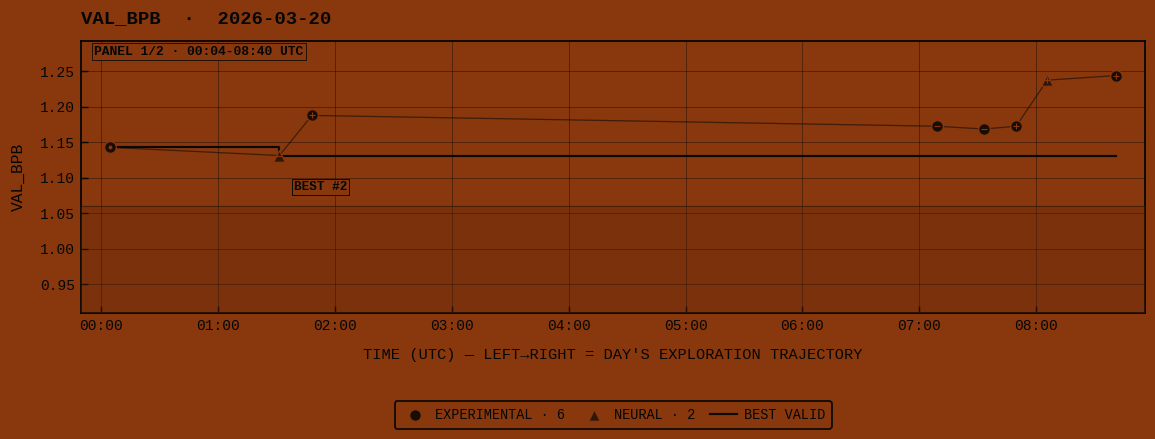 VAL_BPB · 2026-03-20
PANEL 1/2 · 00:04-08:40 UTC
1.25
1.20
1.15
1.10
1.05
1.00
0.95
VAL_BPB
BEST #2
00:00 01:00 02:00 03:00 04:00 05:00 06:00 07:00 08:00
TIME (UTC) — LEFT→RIGHT = DAY'S EXPLORATION TRAJECTORY
EXPERIMENTAL · 6 NEURAL · 2 BEST VALID